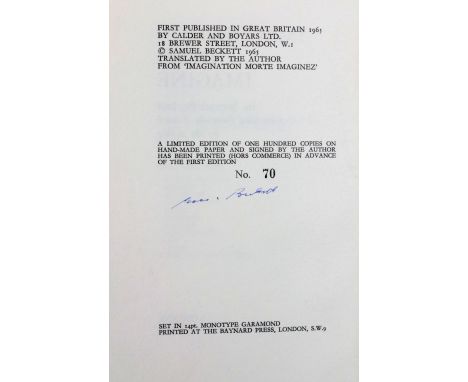 FIRST PUBLISHED IN GREAT BRITAIN 1965
BY CALDER AND BOYARS LTD.
18 BREWER STREET, LONDON, W.1
© SAMUEL BECKETT 1965
TRANSLATED BY THE AUTHOR
FROM 'IMAGINATION MORTE IMAGINEZ'
A LIMITED EDITION OF ONE HUNDRED COPIES ON
HAND-MADE PAPER AND SIGNED BY THE AUTHOR
HAS BEEN PRINTED (HORS COMMERCE) IN ADVANCE
OF THE FIRST EDITION
No. 70
Beckett
SET IN 14pt. MONOTYPE GARAMOND
PRINTED AT THE BAYNARD PRESS, LONDON, S.W.9